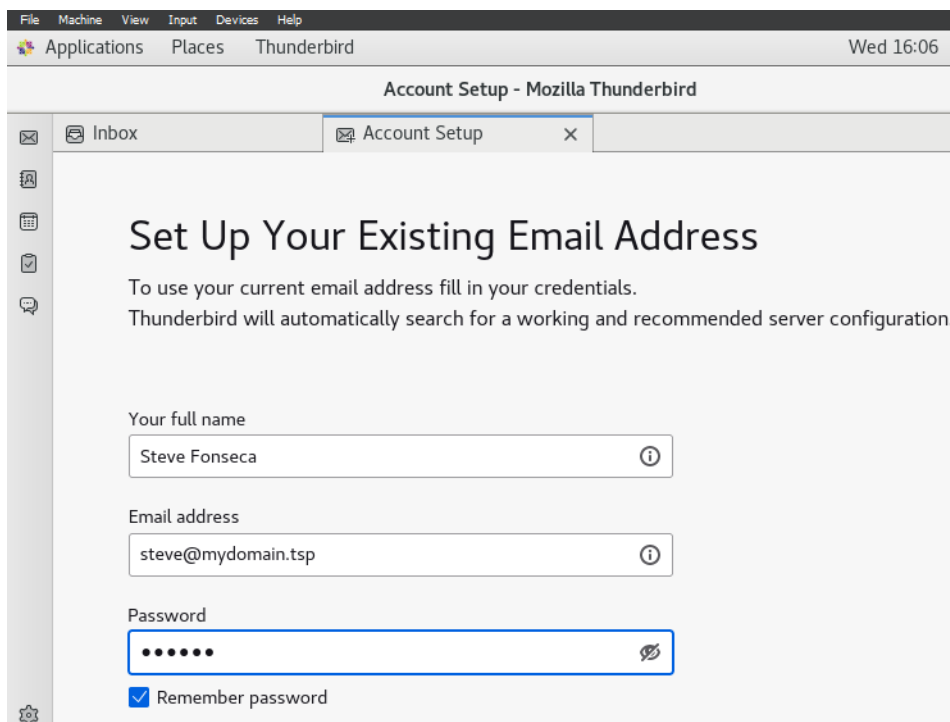 File Machine View Input Devices Help
Applications Places Thunderbird Wed 16:06
Account Setup - Mozilla Thunderbird
Inbox Account Setup
Set Up Your Existing Email Address
To use your current email address fill in your credentials.
Thunderbird will automatically search for a working and recommended server configuration
Your full name
Steve Fonseca
Email address
steve@mydomain.tsp
Password
••••••
Remember password